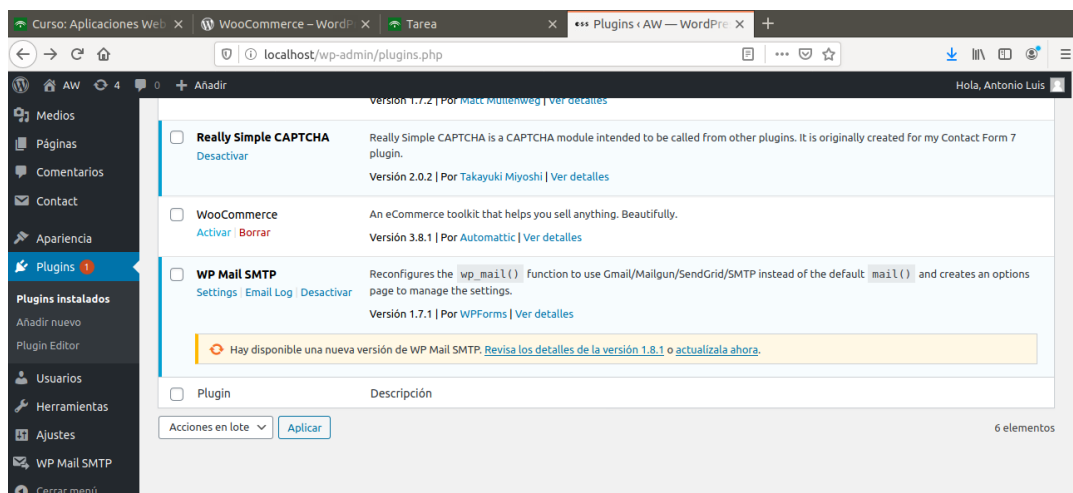 Curso: Aplicaciones Web
WooCommerce – WordP
Tarea
Plugins ‹ AW — WordPre
localhost/wp-admin/plugins.php
AW 4 0 + Añadir
Hola, Antonio Luis
Medios
Páginas
Comentarios
Contact
Apariencia
Plugins 1
Plugins instalados
Añadir nuevo
Plugin Editor
Usuarios
Herramientas
Ajustes
WP Mail SMTP
Cerrar menú
Versión 1.7.2 | Por Matt Mullenweg | Ver detalles
Really Simple CAPTCHA
Desactivar
Really Simple CAPTCHA is a CAPTCHA module intended to be called from other plugins. It is originally created for my Contact Form 7
plugin.
Versión 2.0.2 | Por Takayuki Miyoshi | Ver detalles
WooCommerce
Activar | Borrar
An eCommerce toolkit that helps you sell anything. Beautifully.
Versión 3.8.1 | Por Automattic | Ver detalles
WP Mail SMTP
Settings | Email Log | Desactivar
Reconfigures the wp_mail() function to use Gmail/Mailgun/SendGrid/SMTP instead of the default mail() and creates an options
page to manage the settings.
Versión 1.7.1 | Por WPForms | Ver detalles
Hay disponible una nueva versión de WP Mail SMTP. Revisa los detalles de la versión 1.8.1 o actualízala ahora.
Plugin
Descripción
Acciones en lote
Aplicar
6 elementos